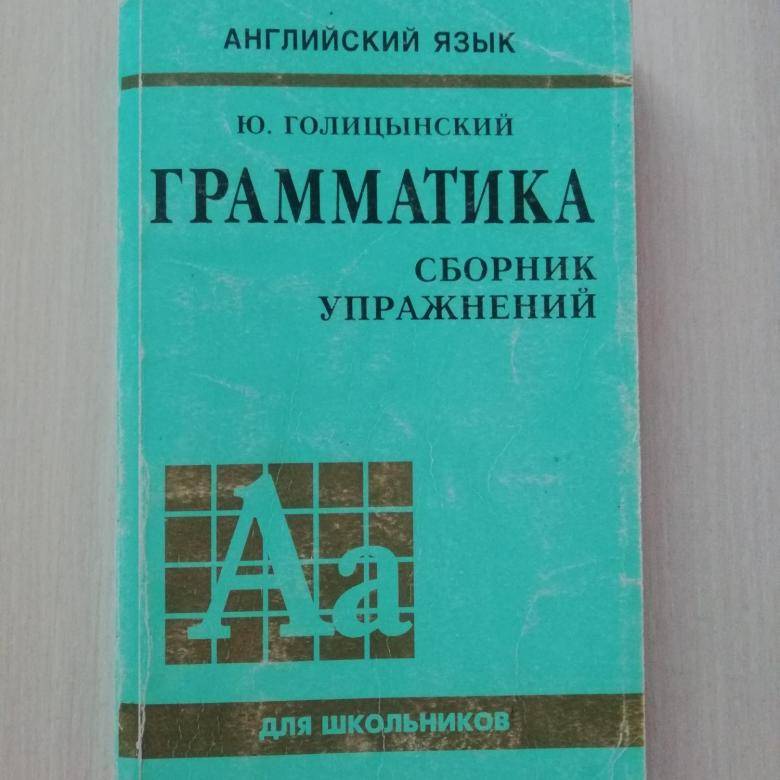 АНГЛИЙСКИЙ ЯЗЫК
Ю. ГОЛИЦЫНСКИЙ
ГРАММАТИКА
СБОРНИК
УПРАЖНЕНИЙ
Aa
ДЛЯ ШКОЛЬНИКОВ